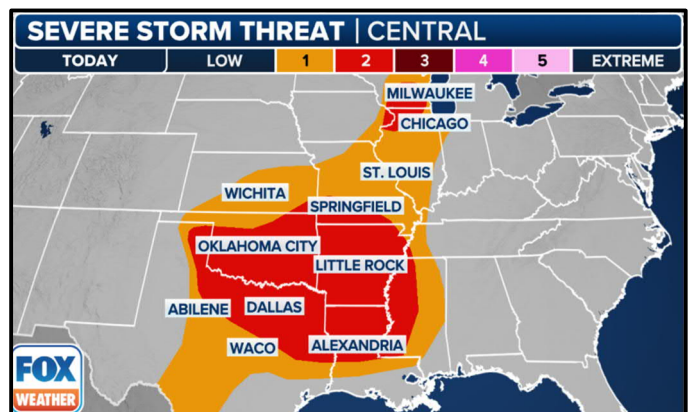 SEVERE STORM THREAT | CENTRAL
TODAY LOW 1 2 3 4 5 EXTREME
MILWAUKEE
CHICAGO
ST. LOUIS
WICHITA
SPRINGFIELD
OKLAHOMA CITY
LITTLE ROCK
ABILENE DALLAS
WACO ALEXANDRIA
FOX
WEATHER